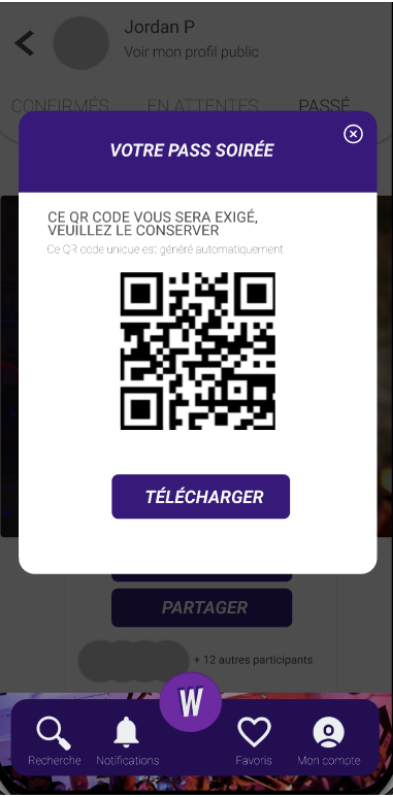 Jordan P
Voir mon profil public
CONFIRMÉS EN ATTENTES PASSÉ
VOTRE PASS SOIRÉE
CE QR CODE VOUS SERA EXIGÉ,
VEUILLEZ LE CONSERVER
Ce QR code unique est généré automatiquement
TÉLÉCHARGER
PARTAGER
+ 12 autres participants
W
Recherche Notifications Favoris Mon compte